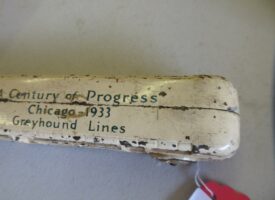 A Century of Progress
Chicago-1933
Greyhound Lines